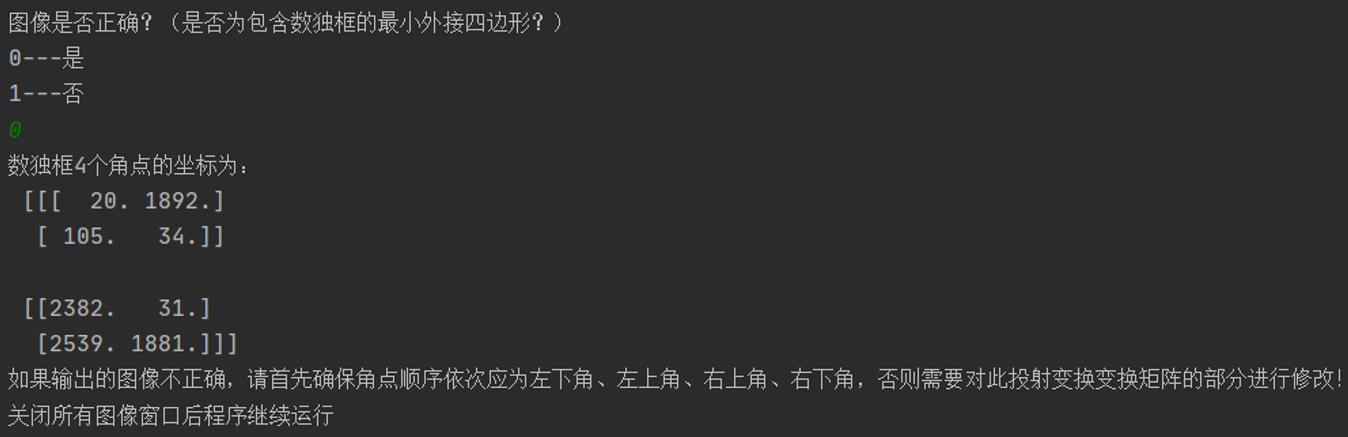 图像是否正确？（是否为包含数独框的最小外接四边形？）
0---是
1---否
0
数独框4个角点的坐标为：
[[[  20. 1892.]
[ 105.   34.]]
[[2382.   31.]
[2539. 1881.]]]
如果输出的图像不正确，请首先确保角点顺序依次应为左下角、左上角、右上角、右下角，否则需要对此投射变换变换矩阵的部分进行修改！
关闭所有图像窗口后程序继续运行